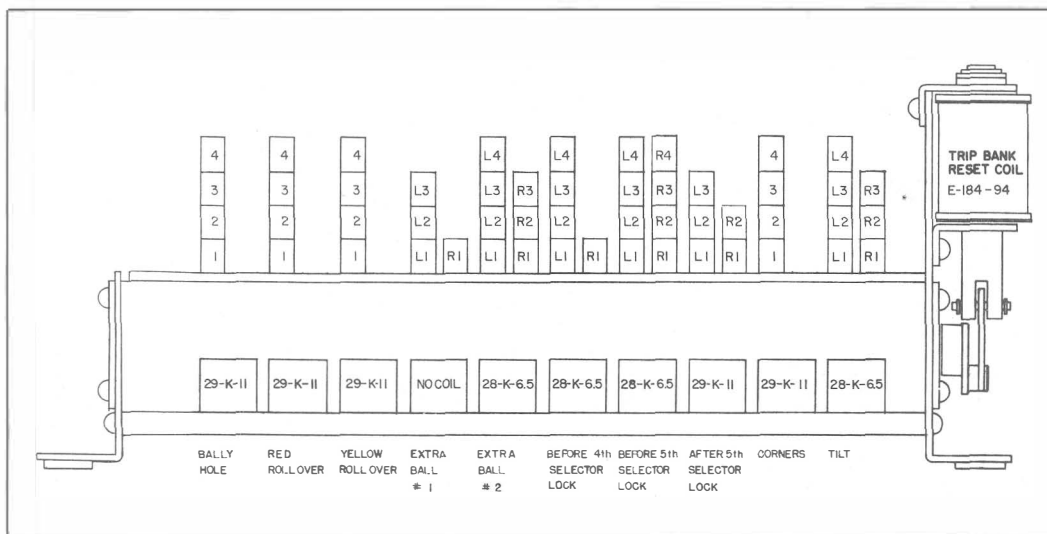 4 4 4 L4 L4 L4 R4 4 L4
3 3 3 L3 L3 R3 L3 L3 R3 L3 3 L3 R3
2 2 2 L2 L2 R2 L2 L2 R2 L2 R2 2 L2 R2
1 1 1 L1 R1 L1 R1 L1 R1 L1 R1 L1 R1 1 L1 R1
TRIP BANK
RESET COIL
E-184-94
29-K-11 29-K-11 29-K-11 NO COIL 28-K-6.5 28-K-6.5 28-K-6.5 29-K-11 29-K-11 28-K-6.5
BALLY RED YELLOW EXTRA EXTRA BEFORE 4th BEFORE 5th AFTER 5th CORNERS TILT
HOLE ROLL OVER ROLL OVER BALL BALL SELECTOR SELECTOR SELECTOR
# 1 # 2 LOCK LOCK LOCK